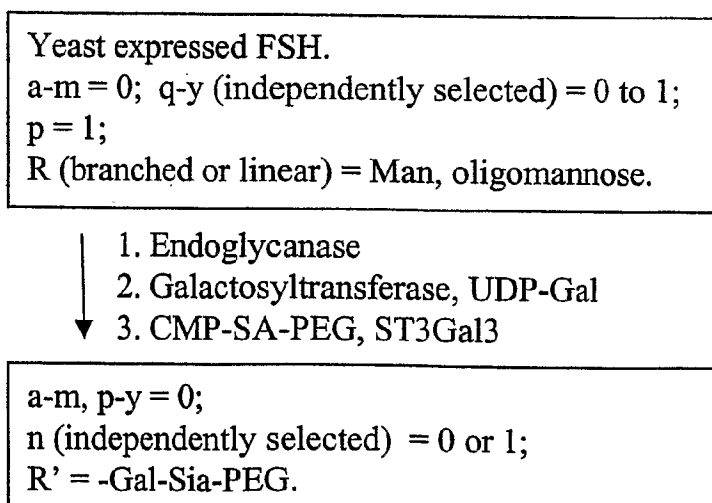 Yeast expressed FSH.
a-m = 0; q-y (independently selected) = 0 to 1;
p = 1;
R (branched or linear) = Man, oligomannose.
1. Endoglycanase
2. Galactosyltransferase, UDP-Gal
3. CMP-SA-PEG, ST3Gal3
a-m, p-y = 0;
n (independently selected) = 0 or 1;
R' = -Gal-Sia-PEG.